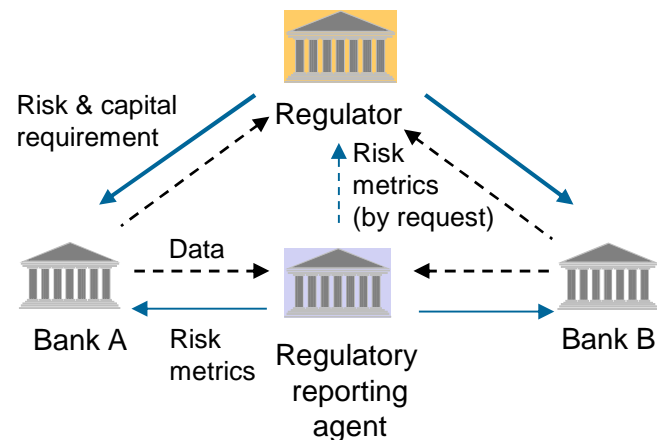 Risk & capital
requirement
Regulator
Risk
metrics
(by request)
Data
Bank A
Risk
metrics
Regulatory
reporting
agent
Bank B